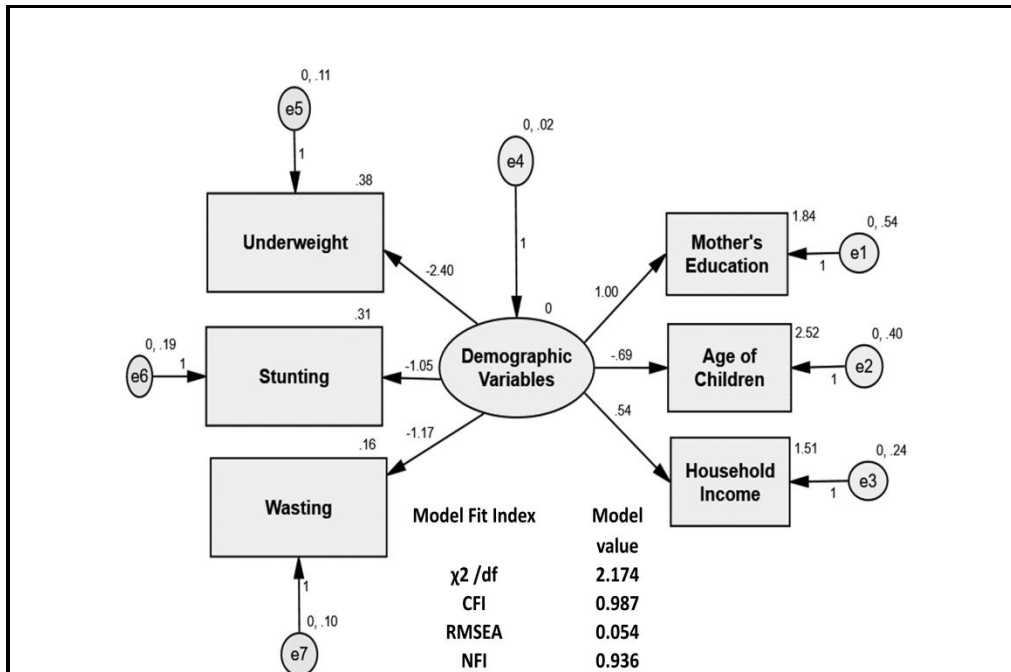 0, .11
e5
1
.38
Underweight
-2.40
0, .02
e4
1
0
Demographic
Variables
1.84
Mother's
Education
0, .54
e1
1
1.00
.31
Stunting
0, .19
e6
1
-1.05
2.52
Age of
Children
0, .40
e2
1
-.69
.16
Wasting
-1.17
1
0, .10
e7
.54
1.51
Household
Income
0, .24
e3
1
Model Fit Index Model
value
χ2 /df 2.174
CFI 0.987
RMSEA 0.054
NFI 0.936